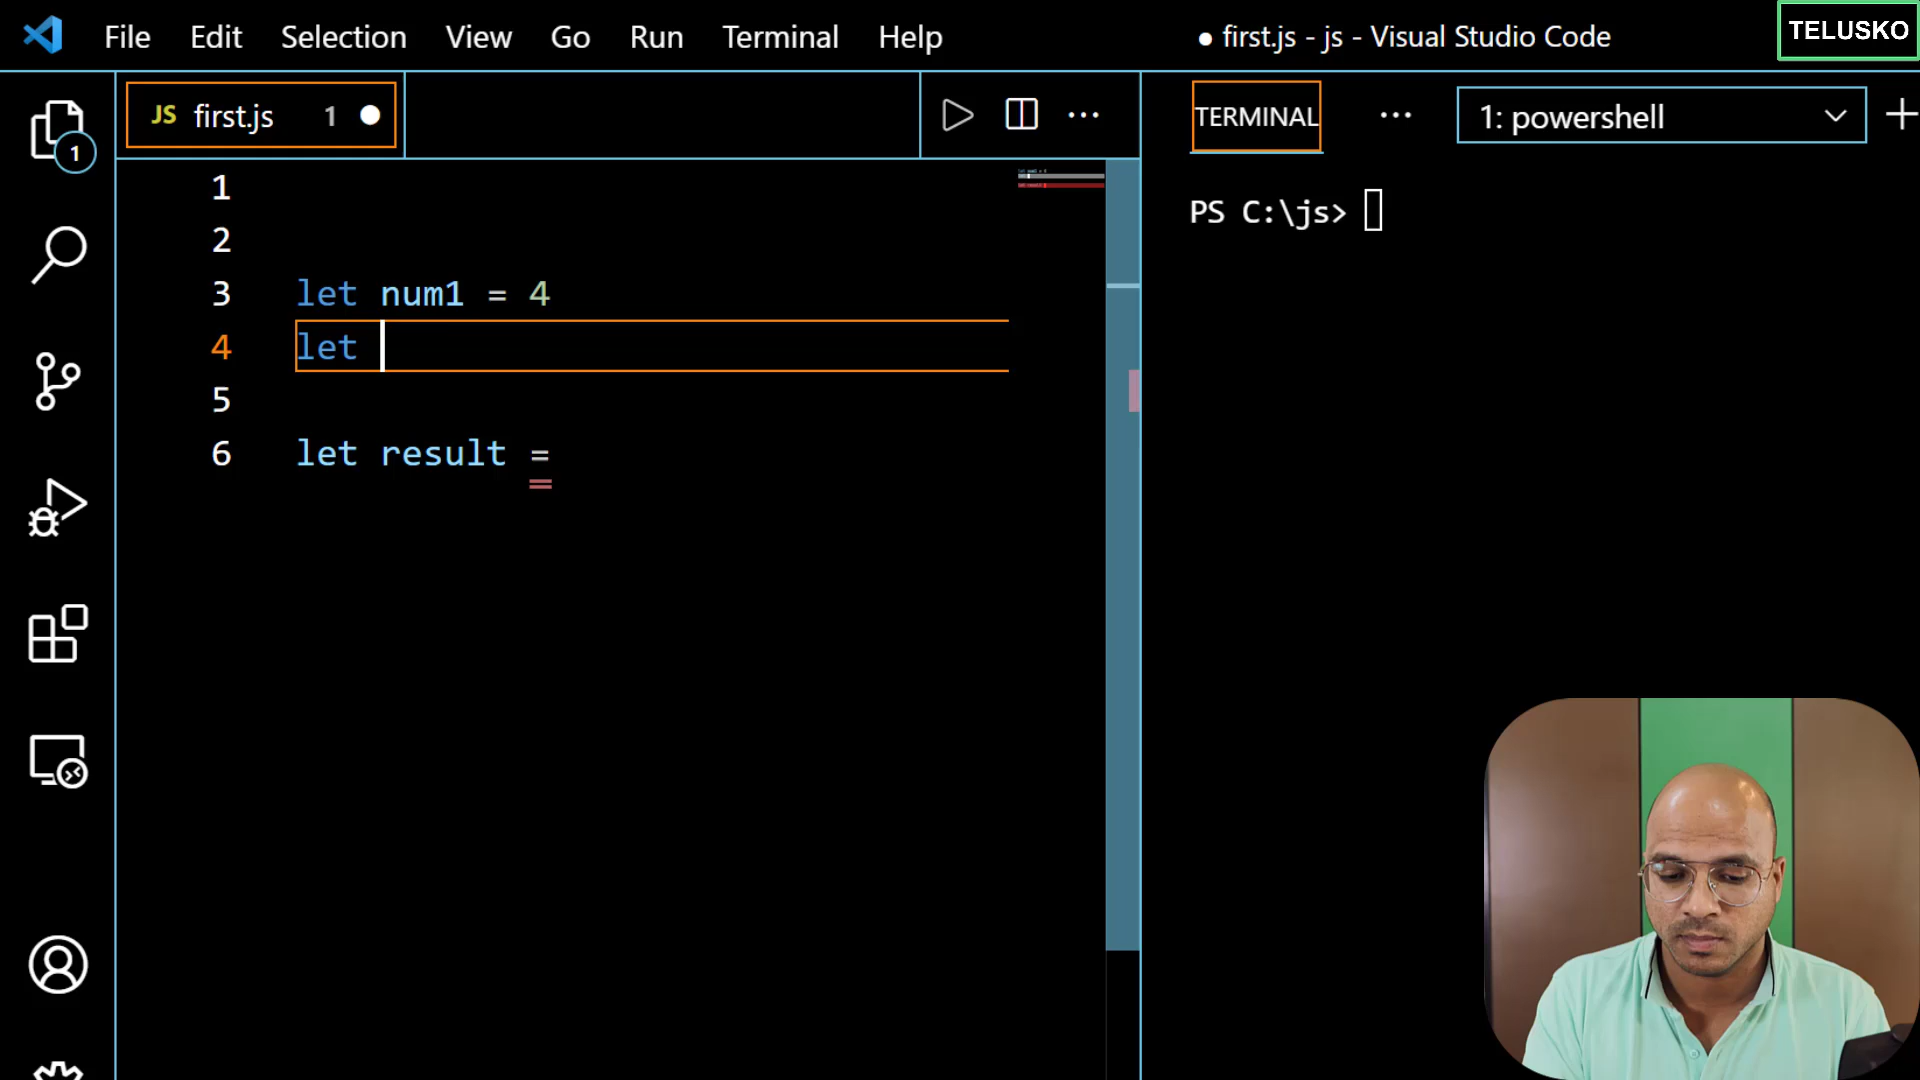 File Edit Selection View Go Run Terminal Help
● first.js - js - Visual Studio Code
TELUSKO
JS first.js 1 ●
TERMINAL ... 1: powershell
1
1
2
3 let num1 = 4
4 let
5
6 let result =
PS C:\js>